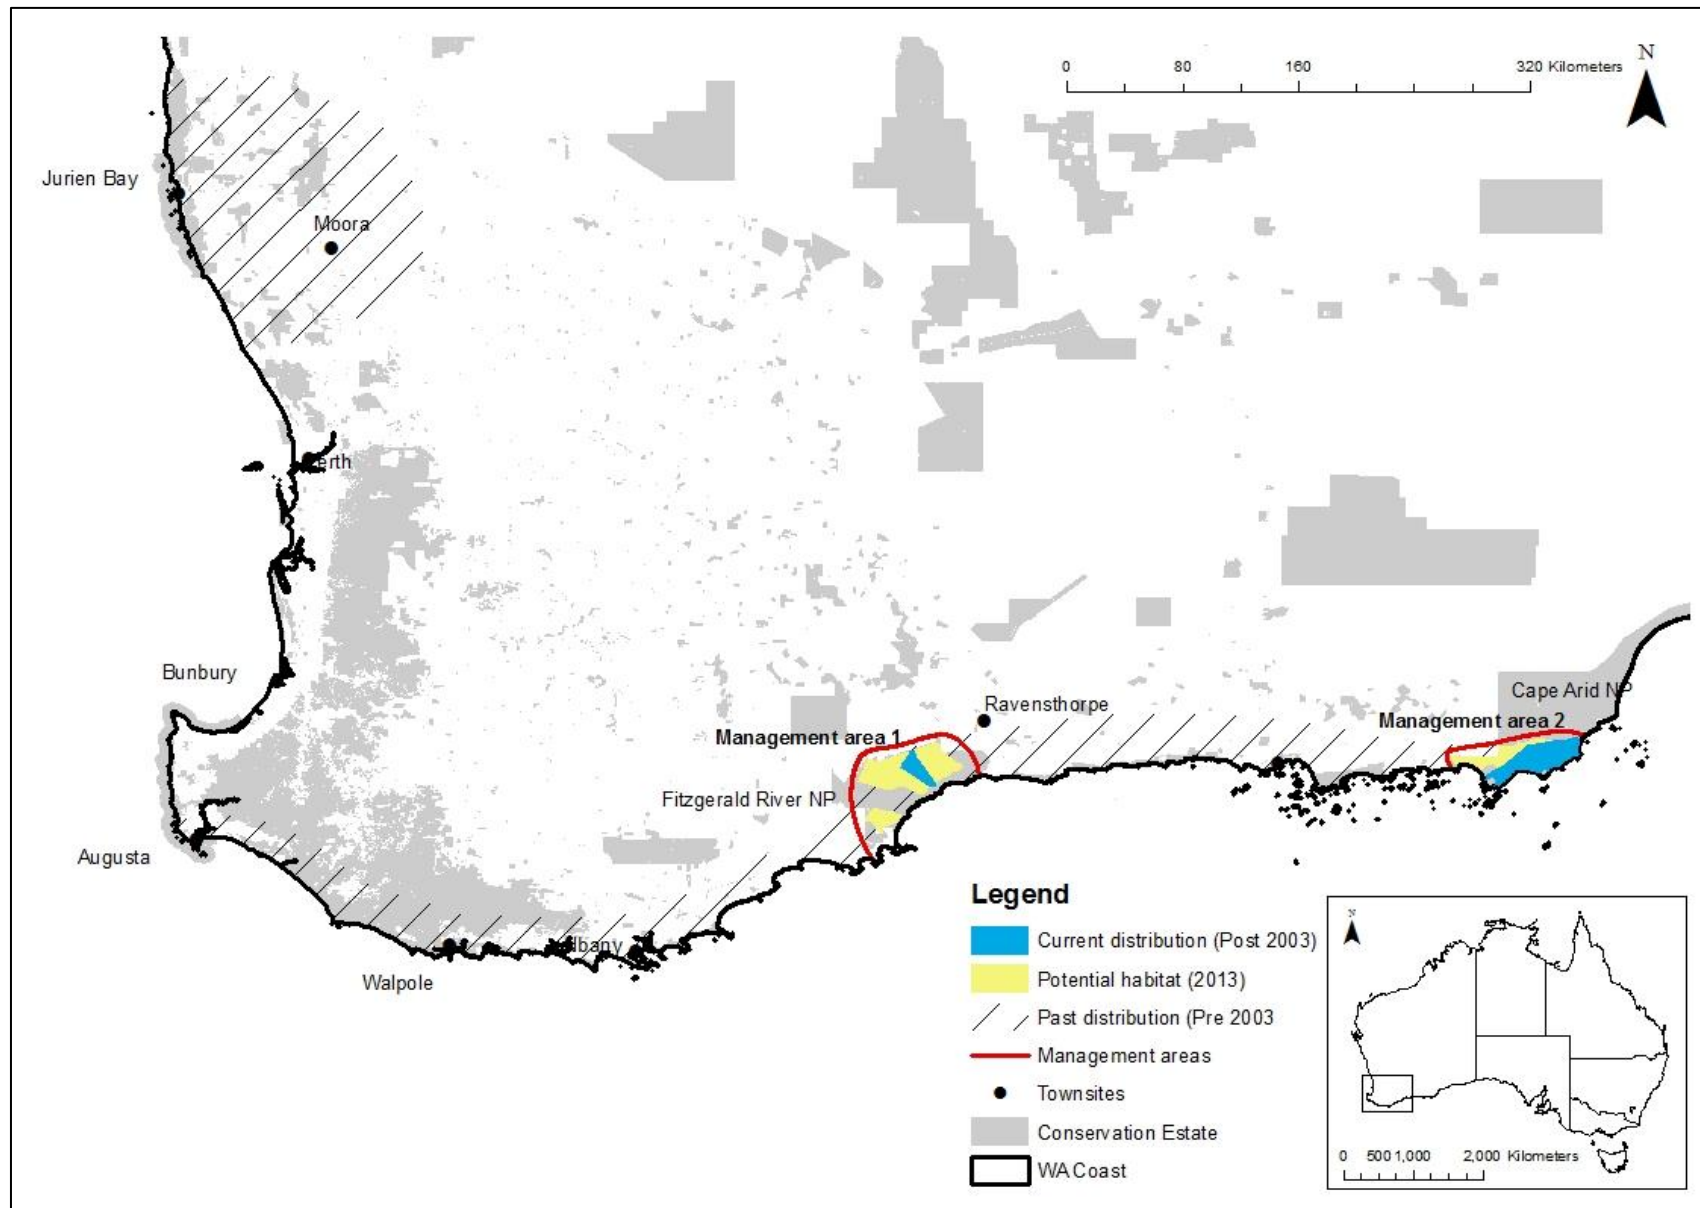 N
0 80 160 320 Kilometers
Jurien Bay
Moora
erth
Bunbury
Cape Arid NP
Ravensthorpe
Management area 2
Management area 1
Fitzgerald River NP
Augusta
lbany
Walpole
Legend
Current distribution (Post 2003)
Potential habitat (2013)
Past distribution (Pre 2003
Management areas
Townsites
Conservation Estate
WA Coast
N
0 500 1,000 2,000 Kilometers